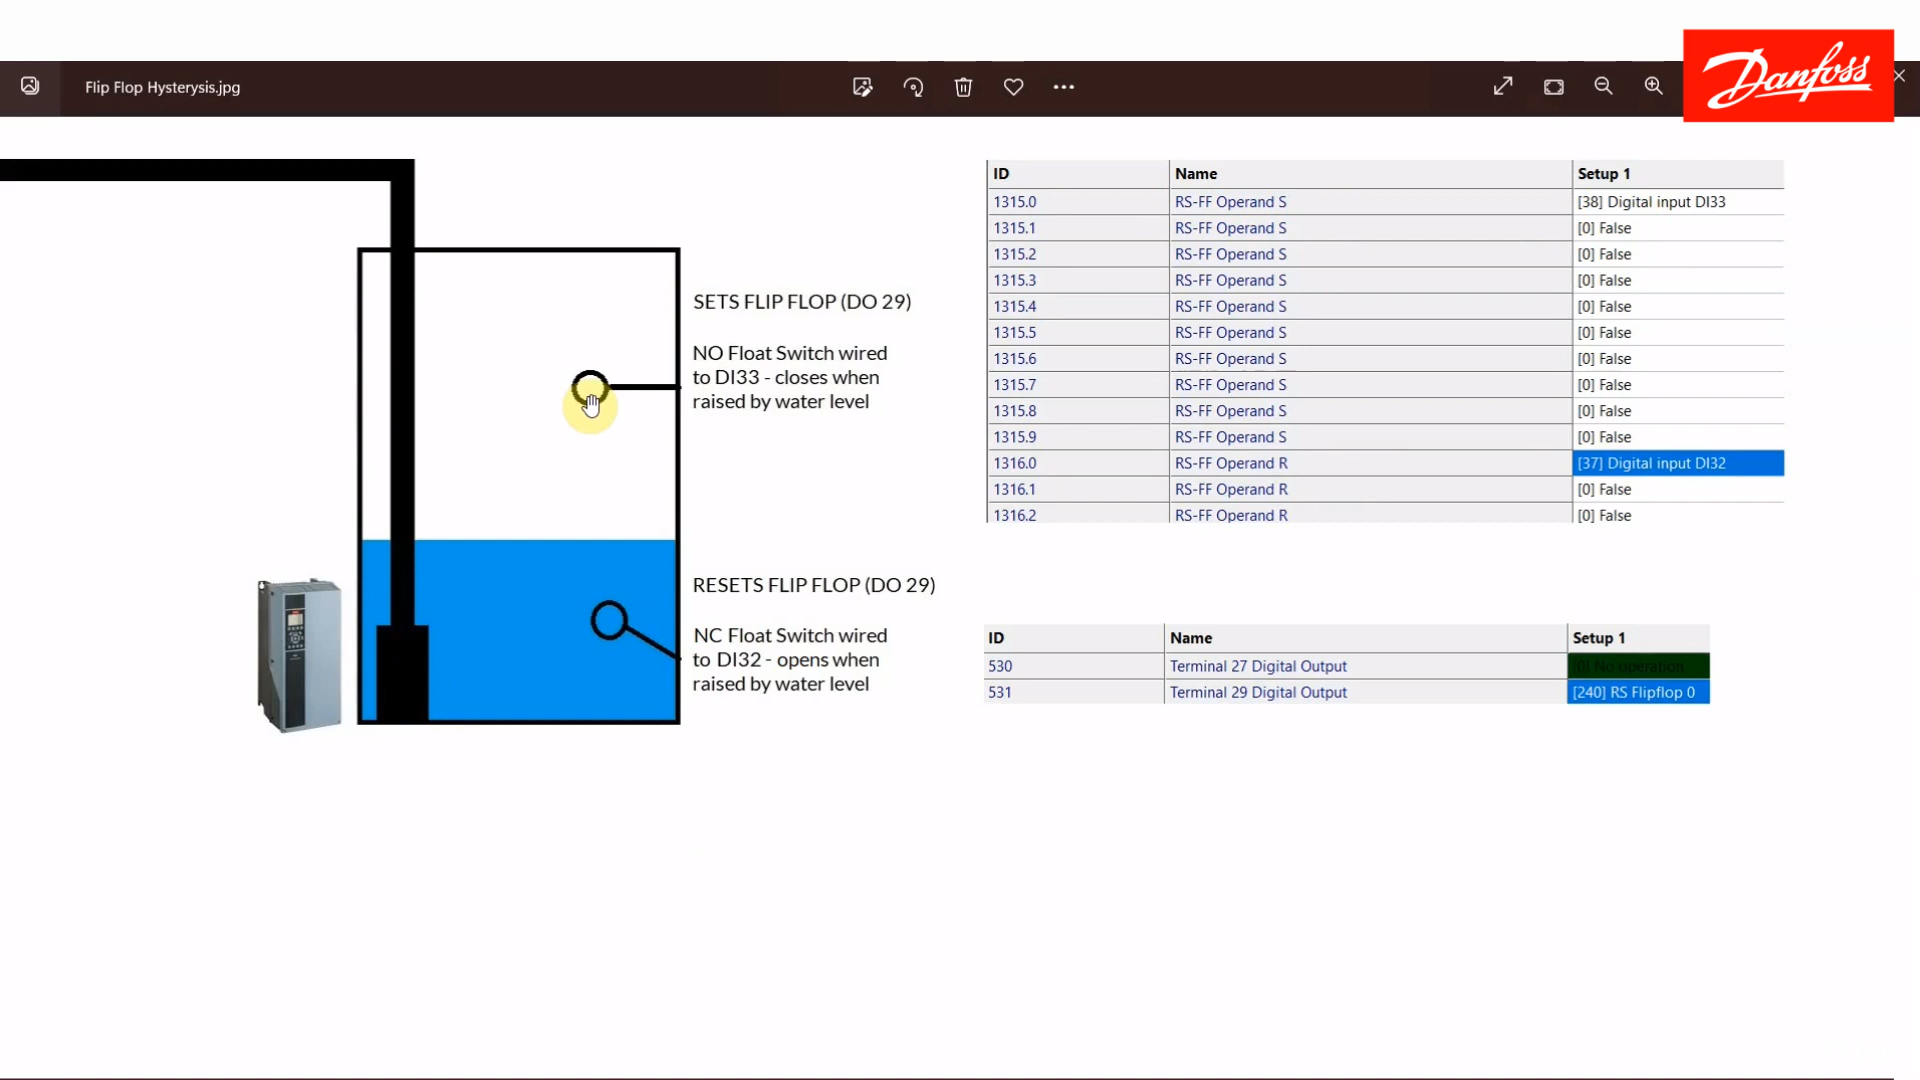 Danfoss
Flip Flop Hysterysis.jpg
SETS FLIP FLOP (DO 29)
NO Float Switch wired
to DI33 - closes when
raised by water level
RESETS FLIP FLOP (DO 29)
NC Float Switch wired
to DI32 - opens when
raised by water level
ID Name Setup 1
1315.0 RS-FF Operand S [38] Digital input DI33
1315.1 RS-FF Operand S [0] False
1315.2 RS-FF Operand S [0] False
1315.3 RS-FF Operand S [0] False
1315.4 RS-FF Operand S [0] False
1315.5 RS-FF Operand S [0] False
1315.6 RS-FF Operand S [0] False
1315.7 RS-FF Operand S [0] False
1315.8 RS-FF Operand S [0] False
1315.9 RS-FF Operand S [0] False
1316.0 RS-FF Operand R [37] Digital input DI32
1316.1 RS-FF Operand R [0] False
1316.2 RS-FF Operand R [0] False
ID Name Setup 1
530 Terminal 27 Digital Output [0] No operation
531 Terminal 29 Digital Output [240] RS Flipflop 0